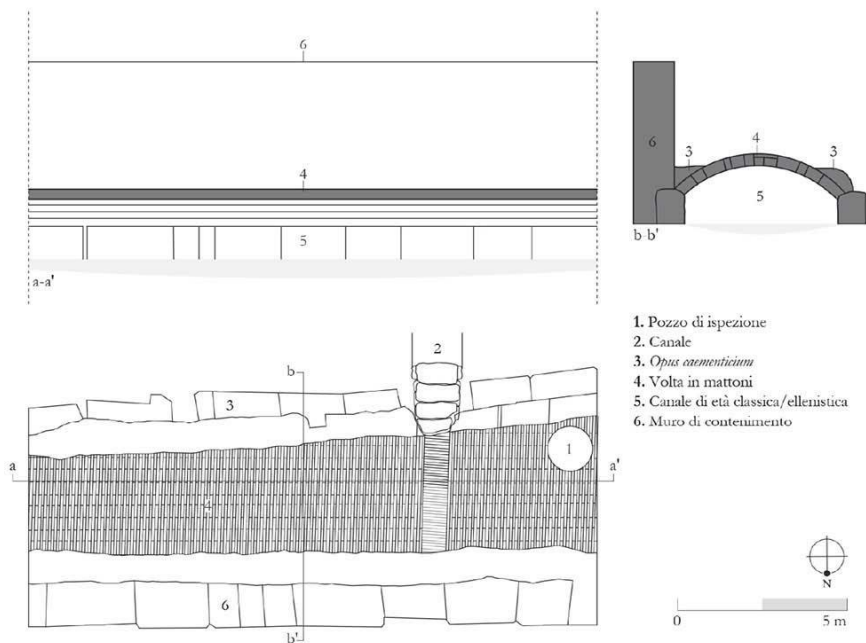 6
4
5
a-a'
6
4
3
3
5
b-b'
1. Pozzo di ispezione
2. Canale
3. Opus caementicium
4. Volta in mattoni
5. Canale di età classica/ellenistica
6. Muro di contenimento
2
b
3
1
a
a'
4
6
b'
N
0
5 m